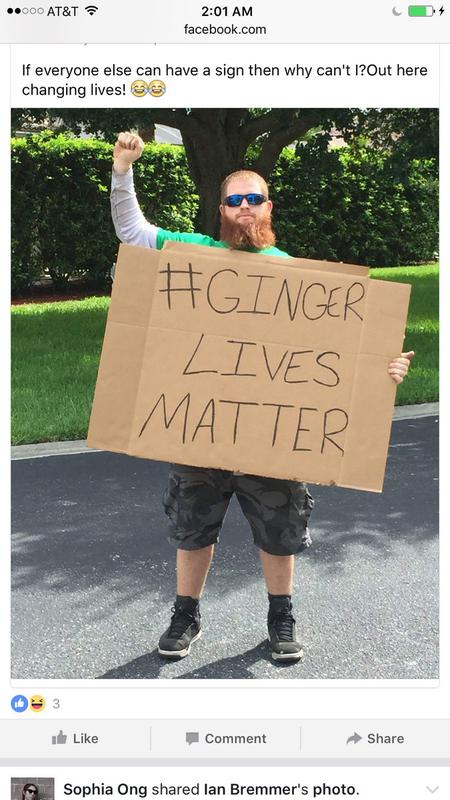 AT&T 2:01 AM
facebook.com
If everyone else can have a sign then why can't I?Out here
changing lives! 😂😂
#GINGER
LIVES
MATTER
3
Like Comment Share
Sophia Ong shared Ian Bremmer's photo.